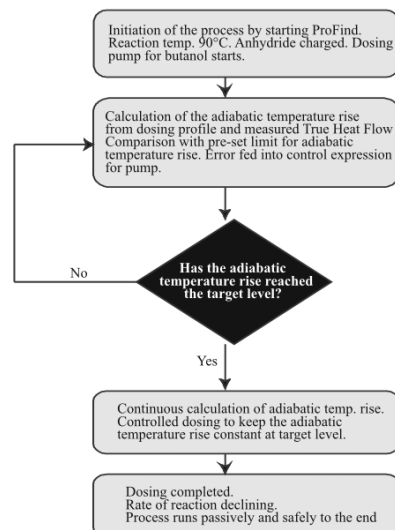 Initiation of the process by starting ProFind.
Reaction temp. 90°C. Anhydride charged. Dosing
pump for butanol starts.
Calculation of the adiabatic temperature rise
from dosing profile and measured True Heat Flow
Comparison with pre-set limit for adiabatic
temperature rise. Error fed into control expression
for pump.
Has the adiabatic
temperature rise reached
the target level?
No
Yes
Continuous calculation of adiabatic temp. rise.
Controlled dosing to keep the adiabatic
temperature rise constant at target level.
Dosing completed.
Rate of reaction declining.
Process runs passively and safely to the end